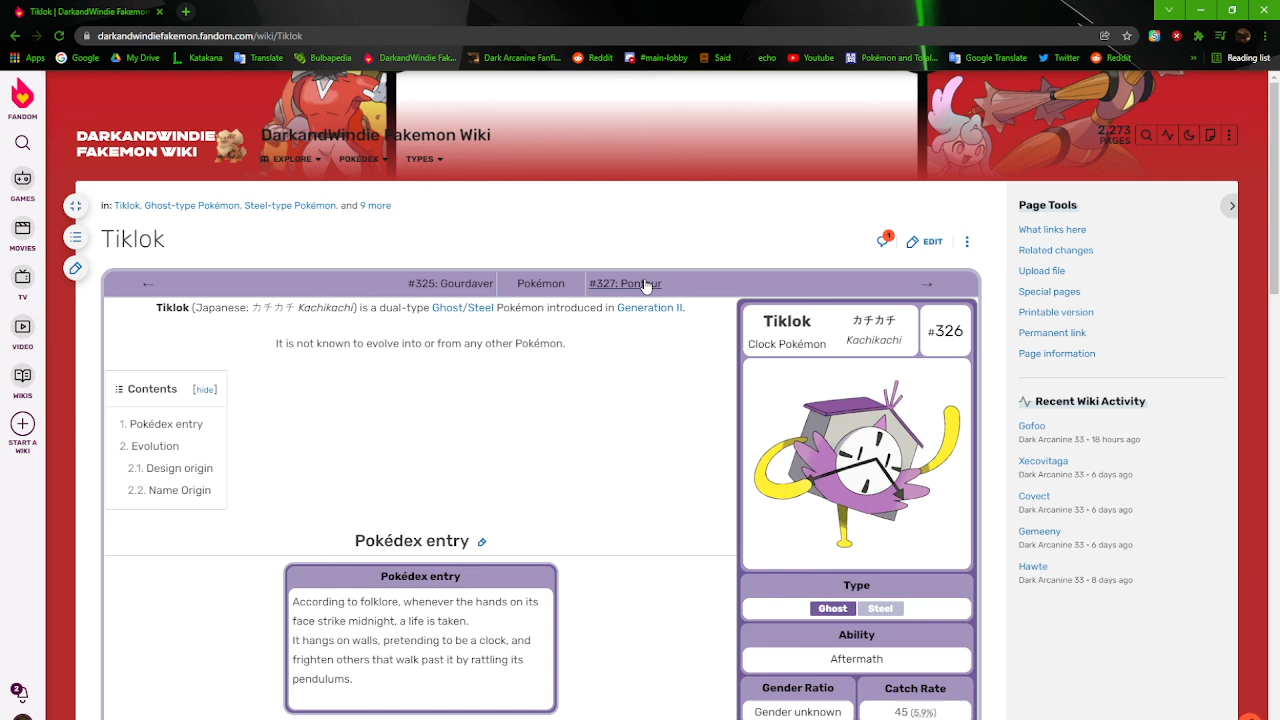 Tiklok | DarkandWindie Fakemon
darkandwindiefakemon.fandom.com/wiki/Tiklok
Apps Google My Drive Katakana Translate Bulbapedia DarkandWindie Fak... Dark Arcanine Fanfi... Reddit #main-lobby Said echo YouTube Pokémon and Total... Google Translate Twitter Reddit » Reading list
FANDOM
GAMES
MOVIES
TV
VIDEO
WIKIS
START A
WIKI
2
DARKANDWINDIE
FAKEMON WIKI
DarkandWindie Fakemon Wiki
EXPLORE POKÉDEX TYPES
2,273
PAGES
in: Tiklok, Ghost-type Pokémon, Steel-type Pokémon, and 9 more
Tiklok
1 EDIT
← #325: Gourdaver Pokémon →
Tiklok (Japanese: カチカチ Kachikachi) is a dual-type Ghost/Steel Pokémon introduced in Generation II.
It is not known to evolve into or from any other Pokémon.
Contents [hide]
1. Pokédex entry
2. Evolution
2.1. Design origin
2.2. Name Origin
Pokédex entry
Pokédex entry
According to folklore, whenever the hands on its
face strike midnight, a life is taken.
It hangs on walls, pretending to be a clock, and
frighten others that walk past it by rattling its
pendulums.
Tiklok カチカチ #326
Clock Pokémon Kachikachi
Type
Ghost Steel
Ability
Aftermath
Gender Ratio Catch Rate
Gender unknown 45 (5.9%)
Page Tools
What links here
Related changes
Upload file
Special pages
Printable version
Permanent link
Page information
Recent Wiki Activity
Gofoo
Dark Arcanine 33 • 18 hours ago
Xecovitaga
Dark Arcanine 33 • 6 days ago
Covect
Dark Arcanine 33 • 6 days ago
Gemeeny
Dark Arcanine 33 • 6 days ago
Hawte
Dark Arcanine 33 • 8 days ago